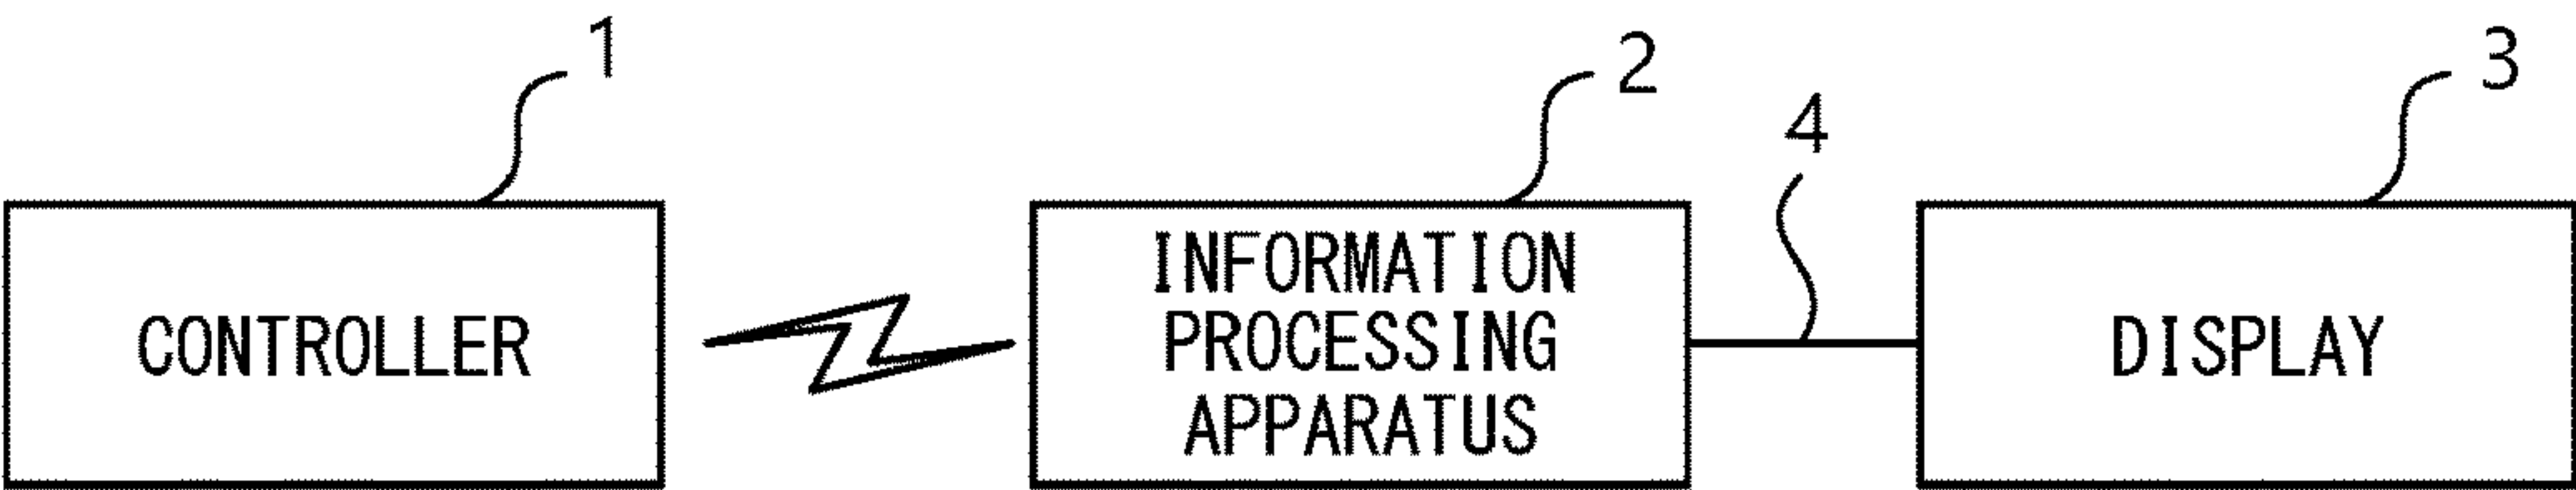 1
2
3
4
CONTROLLER
INFORMATION
PROCESSING
APPARATUS
DISPLAY